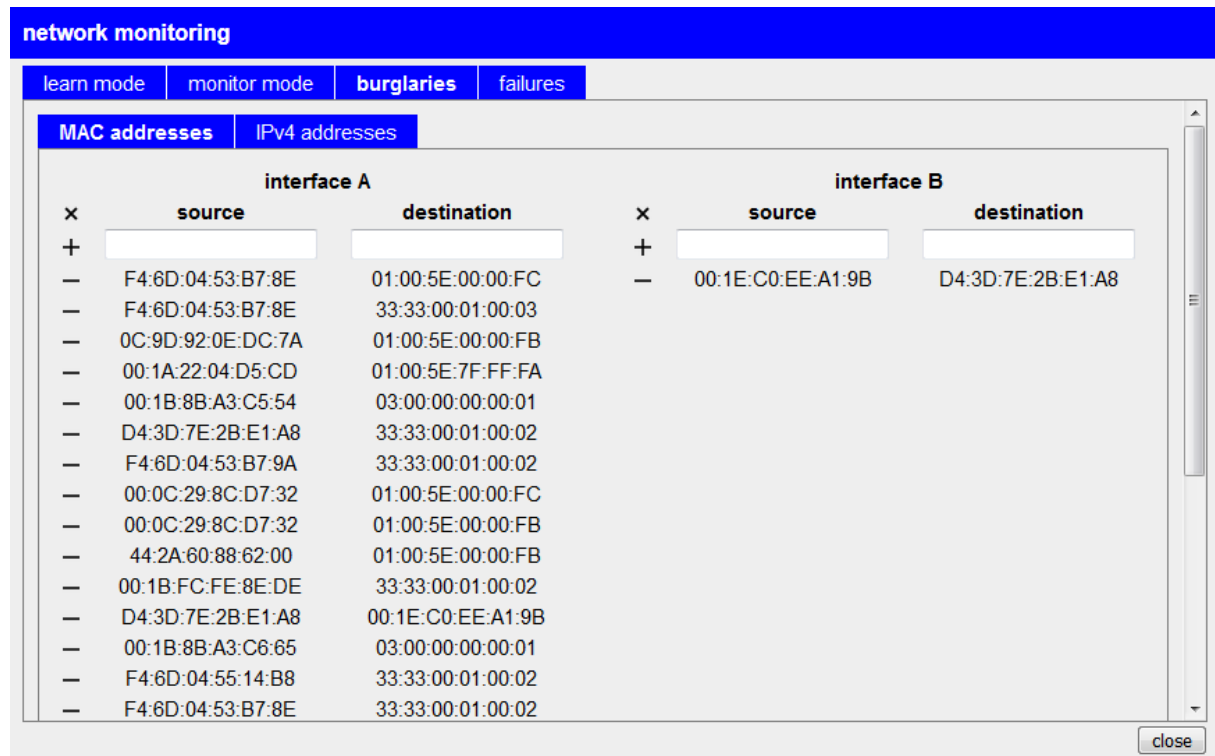 network monitoring
learn mode monitor mode burglaries failures
MAC addresses IPv4 addresses
interface A interface B
× source destination × source destination
+ +
— F4:6D:04:53:B7:8E 01:00:5E:00:00:FC — 00:1E:C0:EE:A1:9B D4:3D:7E:2B:E1:A8
— F4:6D:04:53:B7:8E 33:33:00:01:00:03
— 0C:9D:92:0E:DC:7A 01:00:5E:00:00:FB
— 00:1A:22:04:D5:CD 01:00:5E:7F:FF:FA
— 00:1B:8B:A3:C5:54 03:00:00:00:00:01
— D4:3D:7E:2B:E1:A8 33:33:00:01:00:02
— F4:6D:04:53:B7:9A 33:33:00:01:00:02
— 00:0C:29:8C:D7:32 01:00:5E:00:00:FC
— 00:0C:29:8C:D7:32 01:00:5E:00:00:FB
— 44:2A:60:88:62:00 01:00:5E:00:00:FB
— 00:1B:FC:FE:8E:DE 33:33:00:01:00:02
— D4:3D:7E:2B:E1:A8 00:1E:C0:EE:A1:9B
— 00:1B:8B:A3:C6:65 03:00:00:00:00:01
— F4:6D:04:55:14:B8 33:33:00:01:00:02
— F4:6D:04:53:B7:8E 33:33:00:01:00:02
close